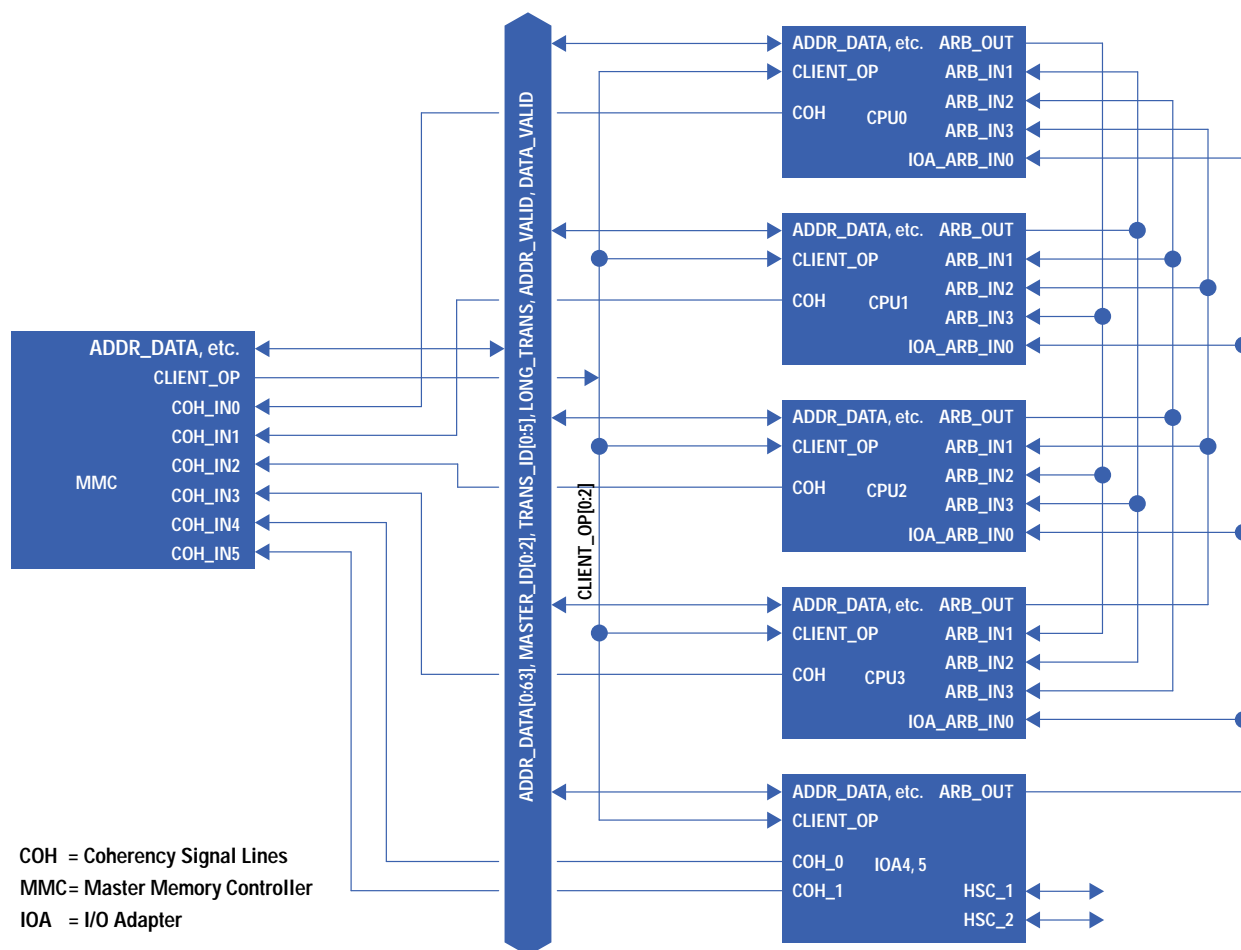 ADDR_DATA, etc.
CLIENT_OP
COH_IN0
COH_IN1
COH_IN2
COH_IN3
COH_IN4
COH_IN5
MMC
ADDR_DATA[0:63], MASTER_ID[0:2], TRANS_ID[0:5], LONG_TRANS, ADDR_VALID, DATA_VALID
CLIENT_OP[0:2]
ADDR_DATA, etc. ARB_OUT
CLIENT_OP ARB_IN1
ARB_IN2
COH CPU0
ARB_IN3
IOA_ARB_IN0
ADDR_DATA, etc. ARB_OUT
CLIENT_OP ARB_IN1
ARB_IN2
COH CPU1
ARB_IN3
IOA_ARB_IN0
ADDR_DATA, etc. ARB_OUT
CLIENT_OP ARB_IN1
ARB_IN2
COH CPU2
ARB_IN3
IOA_ARB_IN0
ADDR_DATA, etc. ARB_OUT
CLIENT_OP ARB_IN1
ARB_IN2
COH CPU3
ARB_IN3
IOA_ARB_IN0
ADDR_DATA, etc. ARB_OUT
CLIENT_OP
COH_0 IOA4, 5
COH_1 HSC_1
HSC_2
COH = Coherency Signal Lines
MMC= Master Memory Controller
IOA = I/O Adapter